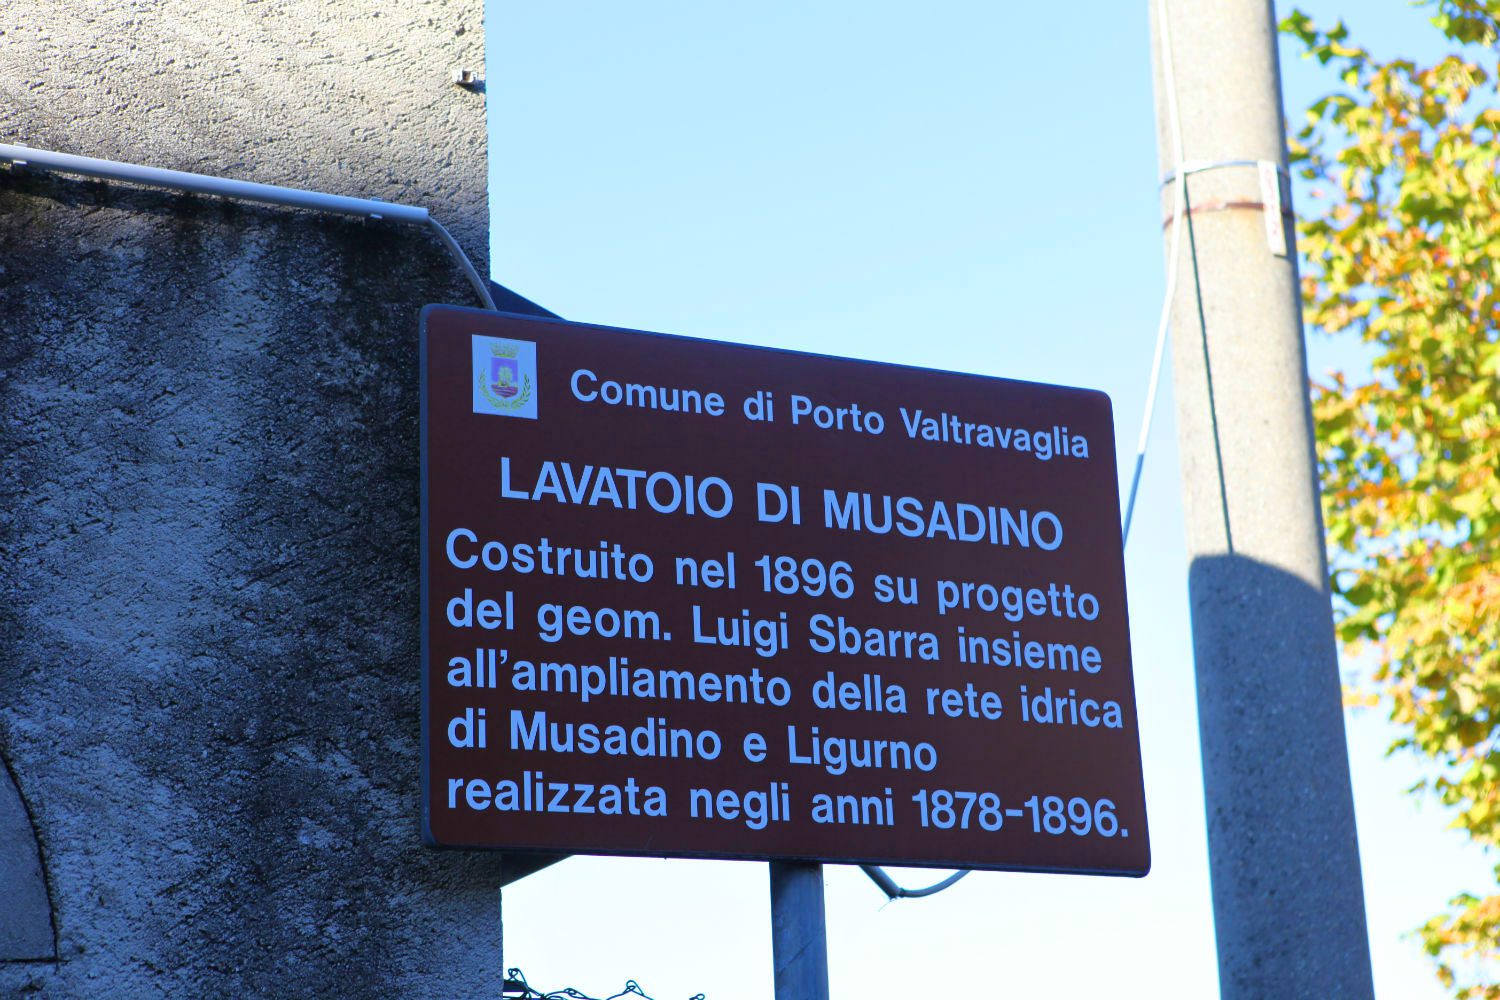 Comune di Porto Valtravaglia
LAVATOIO DI MUSADINO
Costruito nel 1896 su progetto
del geom. Luigi Sbarra insieme
all'ampliamento della rete idrica
di Musadino e Ligurno
realizzata negli anni 1878-1896.